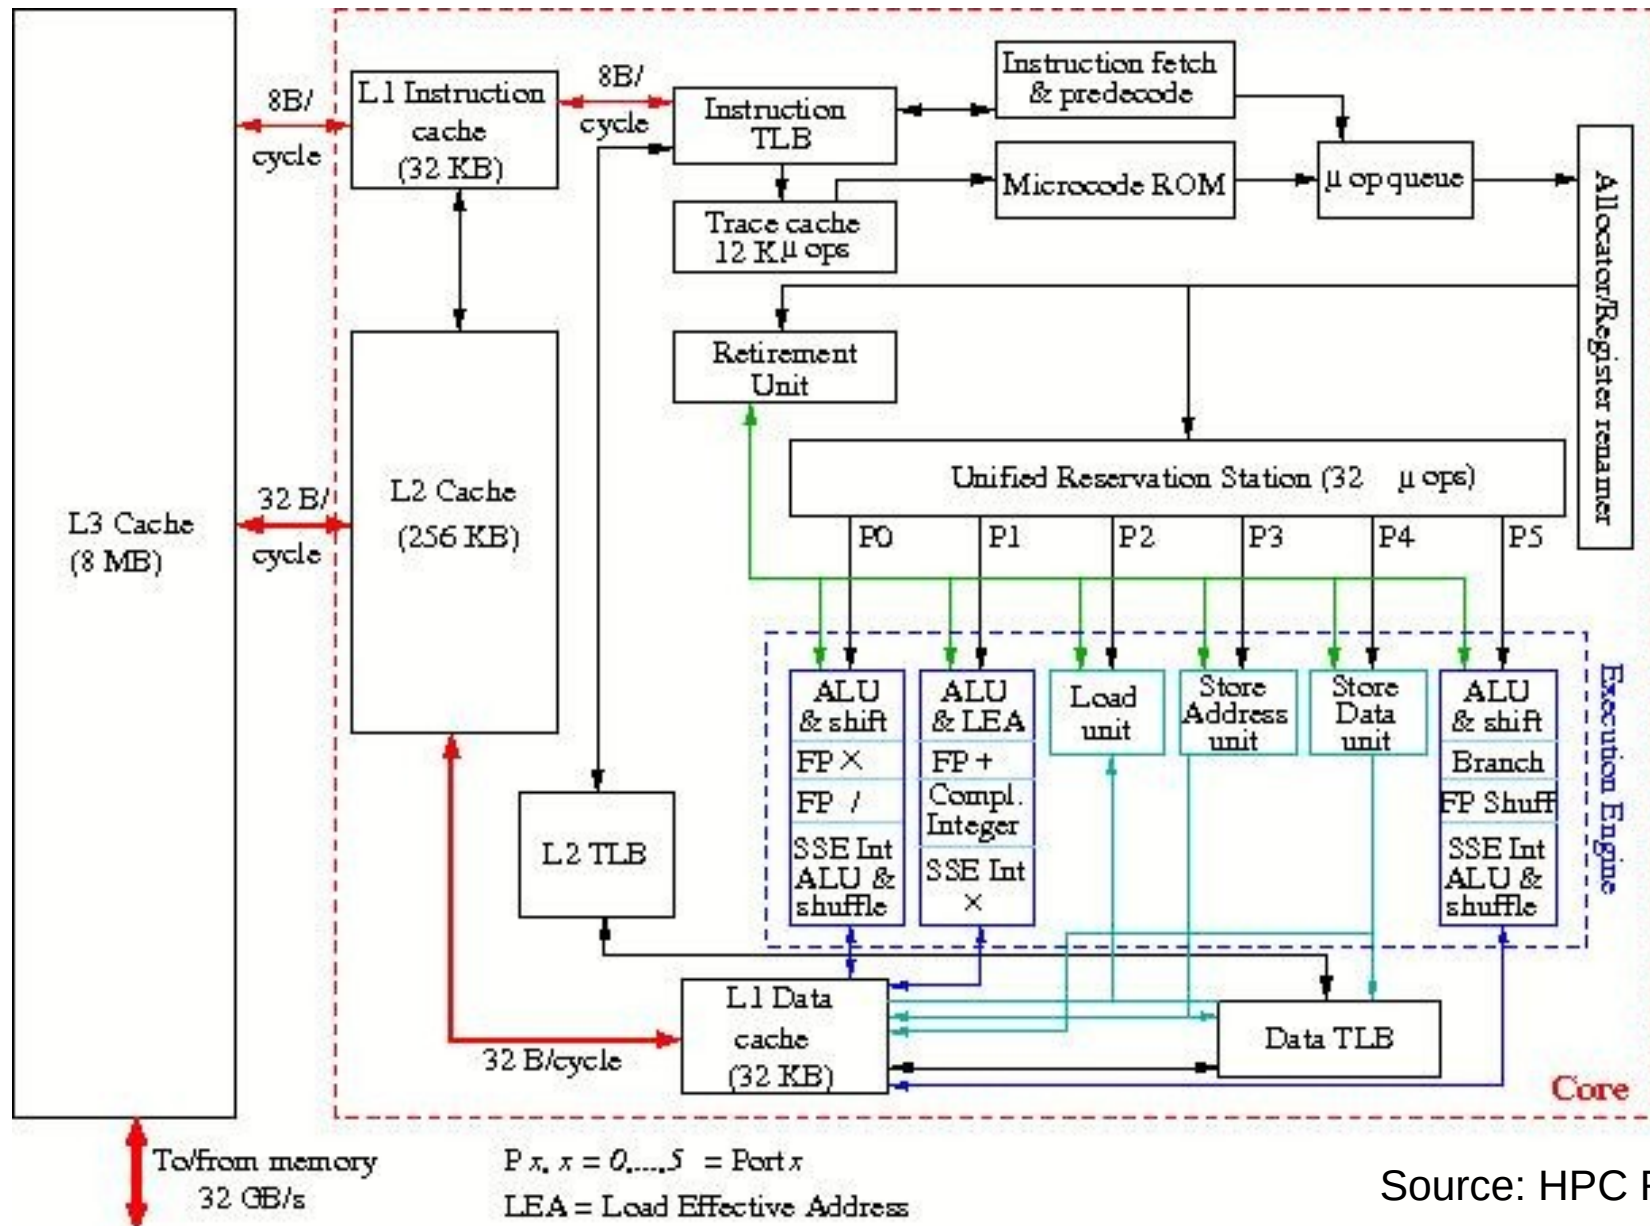 8B/
cycle
L1 Instruction
cache
(32 KB)
8B/
cycle
Instruction
TLB
Instruction fetch
& predecode
Microcode ROM
μ op queue
Trace cache
12 K.μ ops
Allocator/Register renamer
Retirement
Unit
Unified Reservation Station (32 μ ops)
L3 Cache
(8 MB)
32 B/
cycle
L2 Cache
(256 KB)
P0
P1
P2
P3
P4
P5
ALU
& shift
FP ×
FP /
SSE Int
ALU &
shuffle
ALU
& LEA
FP +
Compl.
Integer
SSE Int
×
Load
unit
Store
Address
unit
Store
Data
unit
ALU
& shift
Branch
FP Shuff
SSE Int
ALU &
shuffle
Execution Engine
L2 TLB
L1 Data
cache
(32 KB)
32 B/cycle
Data TLB
Core
To/from memory
32 GB/s
P x, x = 0,....,5 = Port x
LEA = Load Effective Address
Source: HPC